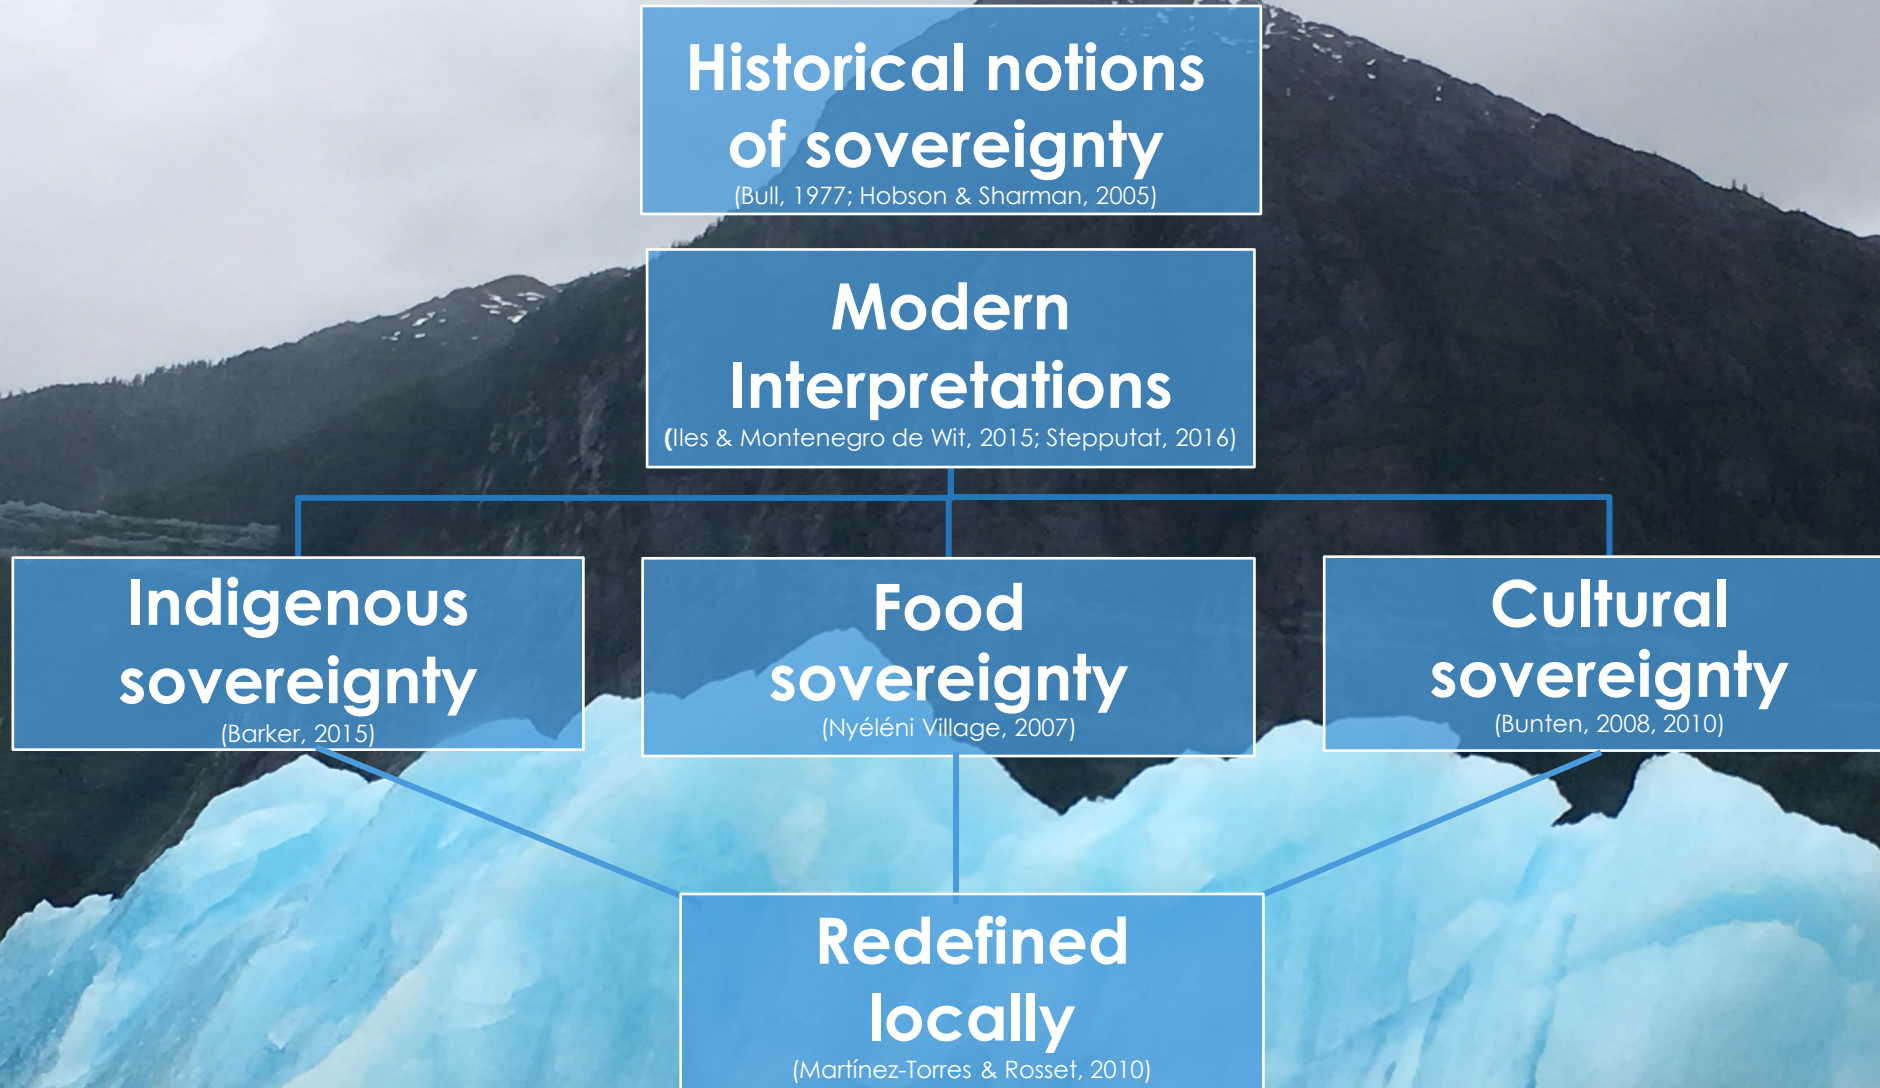 Historical notions
of sovereignty
(Bull, 1977; Hobson & Sharman, 2005)
Modern
Interpretations
(Iles & Montenegro de Wit, 2015; Stepputat, 2016)
Indigenous
sovereignty
(Barker, 2015)
Food
sovereignty
(Nyéléni Village, 2007)
Cultural
sovereignty
(Bunten, 2008, 2010)
Redefined
locally
(Martínez-Torres & Rosset, 2010)